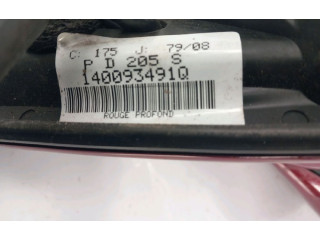 C: 175 J: 79/08
P D 205 S
140093491Q
ROUGE PROFOND